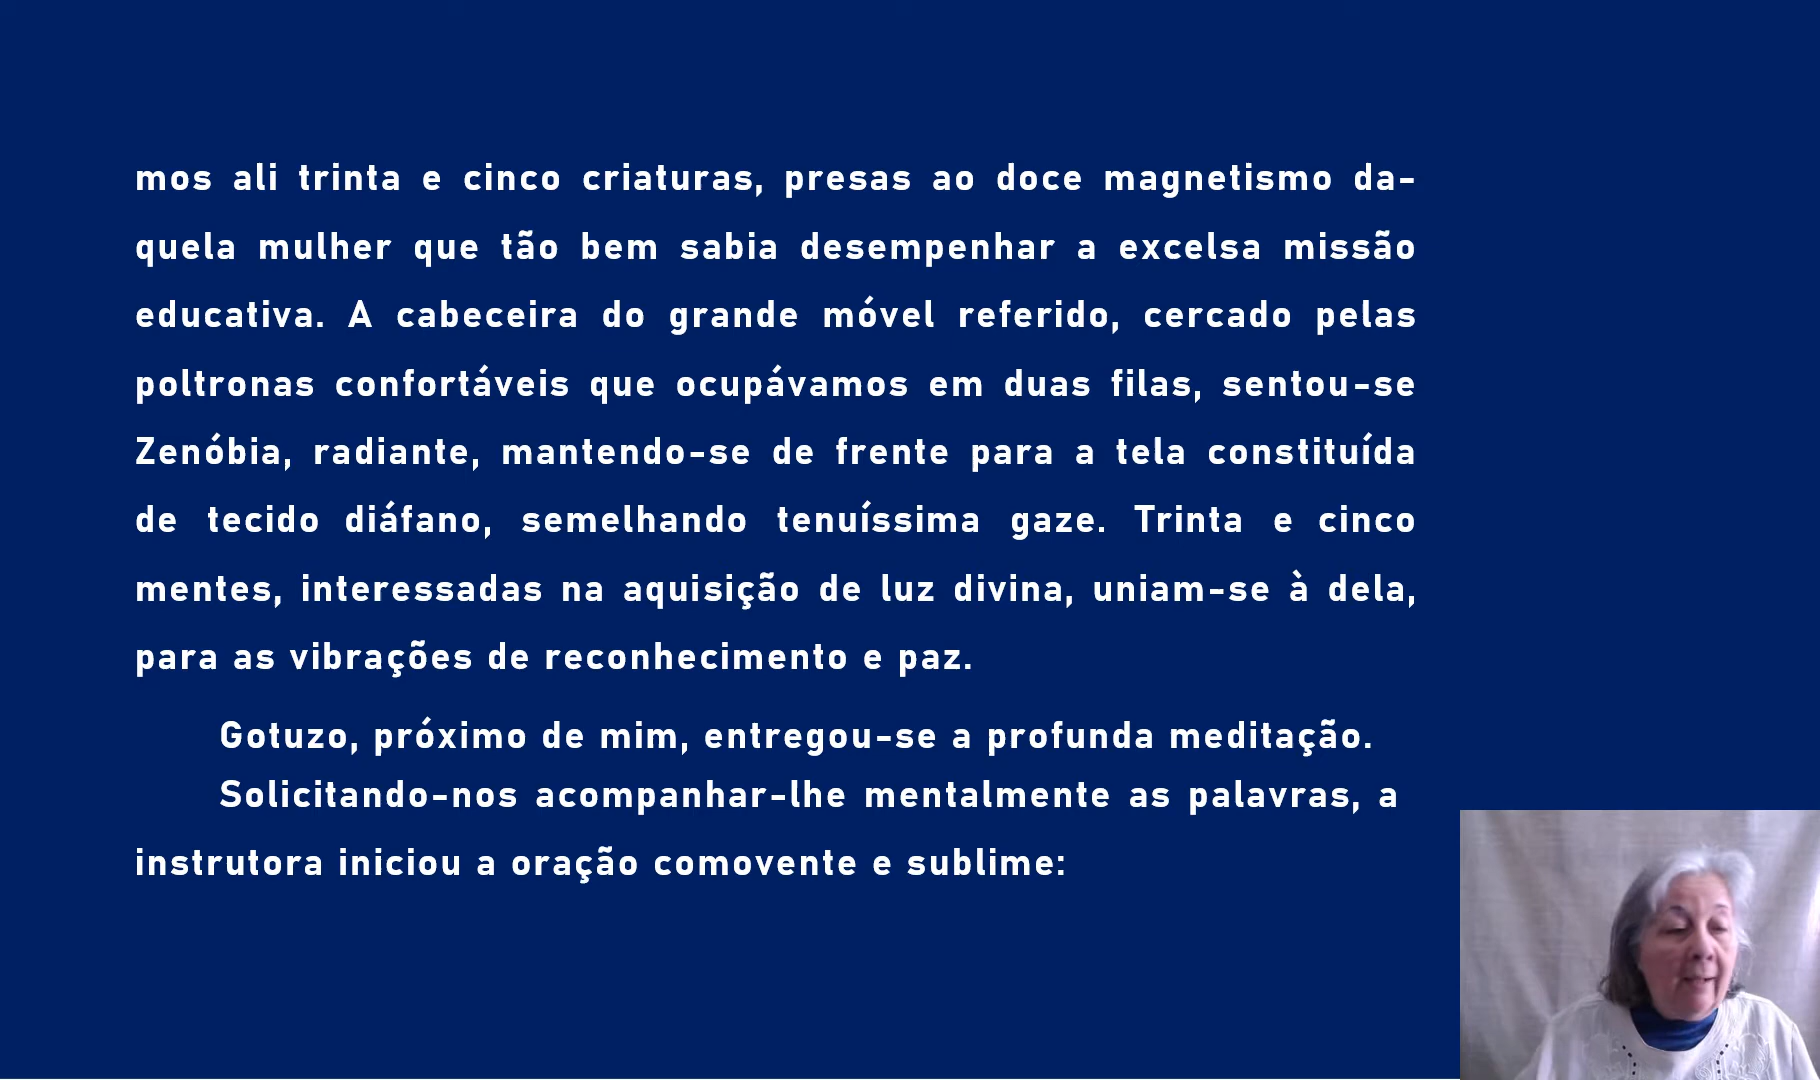 mos ali trinta e cinco criaturas, presas ao doce magnetismo da-
quela mulher que tão bem sabia desempenhar a excelsa missão
educativa. A cabeceira do grande móvel referido, cercado pelas
poltronas confortáveis que ocupávamos em duas filas, sentou-se
Zenóbia, radiante, mantendo-se de frente para a tela constituída
de tecido diáfano, semelhando tenuíssima gaze. Trinta e cinco
mentes, interessadas na aquisição de luz divina, uniam-se à dela,
para as vibrações de reconhecimento e paz.
Gotuzo, próximo de mim, entregou-se a profunda meditação.
Solicitando-nos acompanhar-lhe mentalmente as palavras, a
instrutora iniciou a oração comovente e sublime: